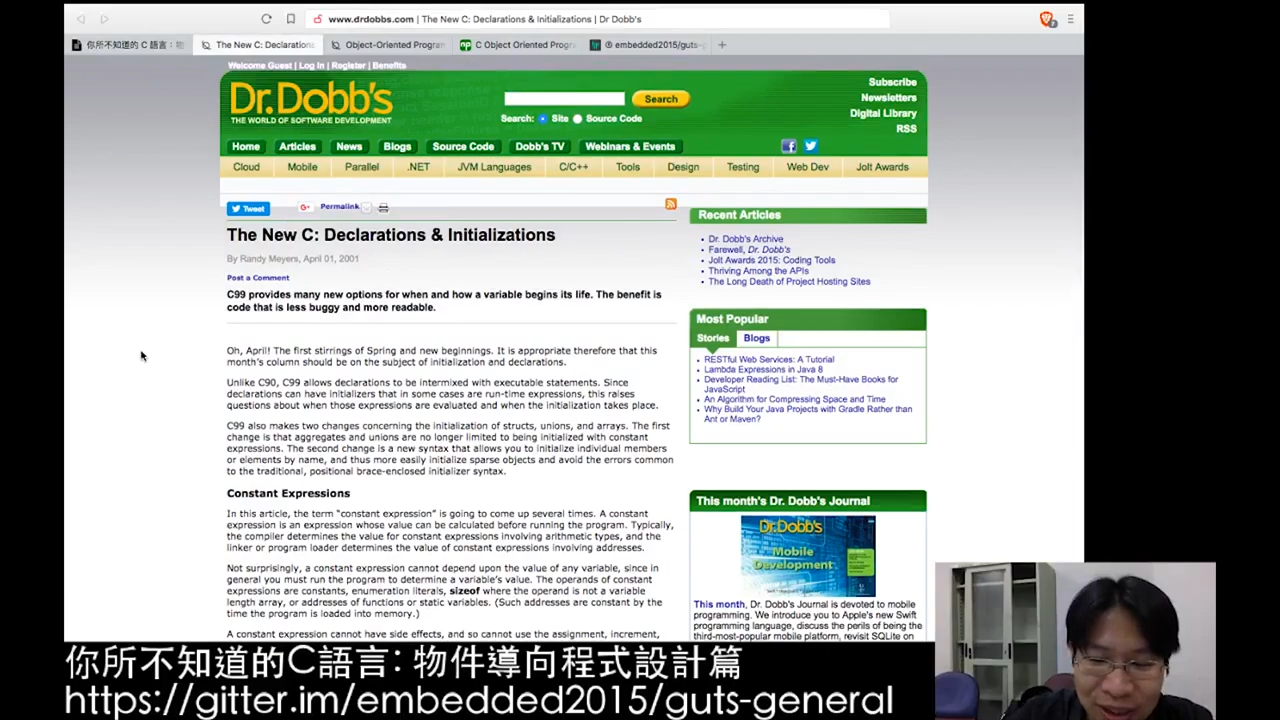 www.drdobbs.com | The New C: Declarations & Initializations | Dr Dobb's
你所不知道的 C 語言：物
The New C: Declarations
Object-Oriented Program
C Object Oriented Progra
embedded2015/guts-g
Welcome Guest | Log In | Register | Benefits
Dr.Dobb's
THE WORLD OF SOFTWARE DEVELOPMENT
Search
Search: Site Source Code
Subscribe
Newsletters
Digital Library
RSS
Home Articles News Blogs Source Code Dobb's TV Webinars & Events
Cloud Mobile Parallel .NET JVM Languages C/C++ Tools Design Testing Web Dev Jolt Awards
Tweet G+ Permalink
The New C: Declarations & Initializations
By Randy Meyers, April 01, 2001
Post a Comment
C99 provides many new options for when and how a variable begins its life. The benefit is
code that is less buggy and more readable.
Oh, April! The first stirrings of Spring and new beginnings. It is appropriate therefore that this
month's column should be on the subject of initialization and declarations.
Unlike C90, C99 allows declarations to be intermixed with executable statements. Since
declarations can have initializers that in some cases are run-time expressions, this raises
questions about when those expressions are evaluated and when the initialization takes place.
C99 also makes two changes concerning the initialization of structs, unions, and arrays. The first
change is that aggregates and unions are no longer limited to being initialized with constant
expressions. The second change is a new syntax that allows you to initialize individual members
or elements by name, and thus more easily initialize sparse objects and avoid the errors common
to the traditional, positional brace-enclosed initializer syntax.
Constant Expressions
In this article, the term "constant expression" is going to come up several times. A constant
expression is an expression whose value can be calculated before running the program. Typically,
the compiler determines the value for constant expressions involving arithmetic types, and the
linker or program loader determines the value of constant expressions involving addresses.
Not surprisingly, a constant expression cannot depend upon the value of any variable, since in
general you must run the program to determine a variable's value. The operands of constant
expressions are constants, enumeration literals, sizeof where the operand is not a variable
length array, or addresses of functions or static variables. (Such addresses are constant by the
time the program is loaded into memory.)
A constant expression cannot have side effects, and so cannot use the assignment, increment,
Recent Articles
Dr. Dobb's Archive
Farewell, Dr. Dobb's
Jolt Awards 2015: Coding Tools
Thriving Among the APIs
The Long Death of Project Hosting Sites
Most Popular
Stories Blogs
RESTful Web Services: A Tutorial
Lambda Expressions in Java 8
Developer Reading List: The Must-Have Books for
JavaScript
An Algorithm for Compressing Space and Time
Why Build Your Java Projects with Gradle Rather than
Ant or Maven?
This month's Dr. Dobb's Journal
Dr.Dobb's
Mobile
Development
This month, Dr. Dobb's Journal is devoted to mobile
programming. We introduce you to Apple's new Swift
programming language, discuss the perils of being the
third-most-popular mobile platform, revisit SQLite on
你所不知道的C語言: 物件導向程式設計篇
https://gitter.im/embedded2015/guts-general